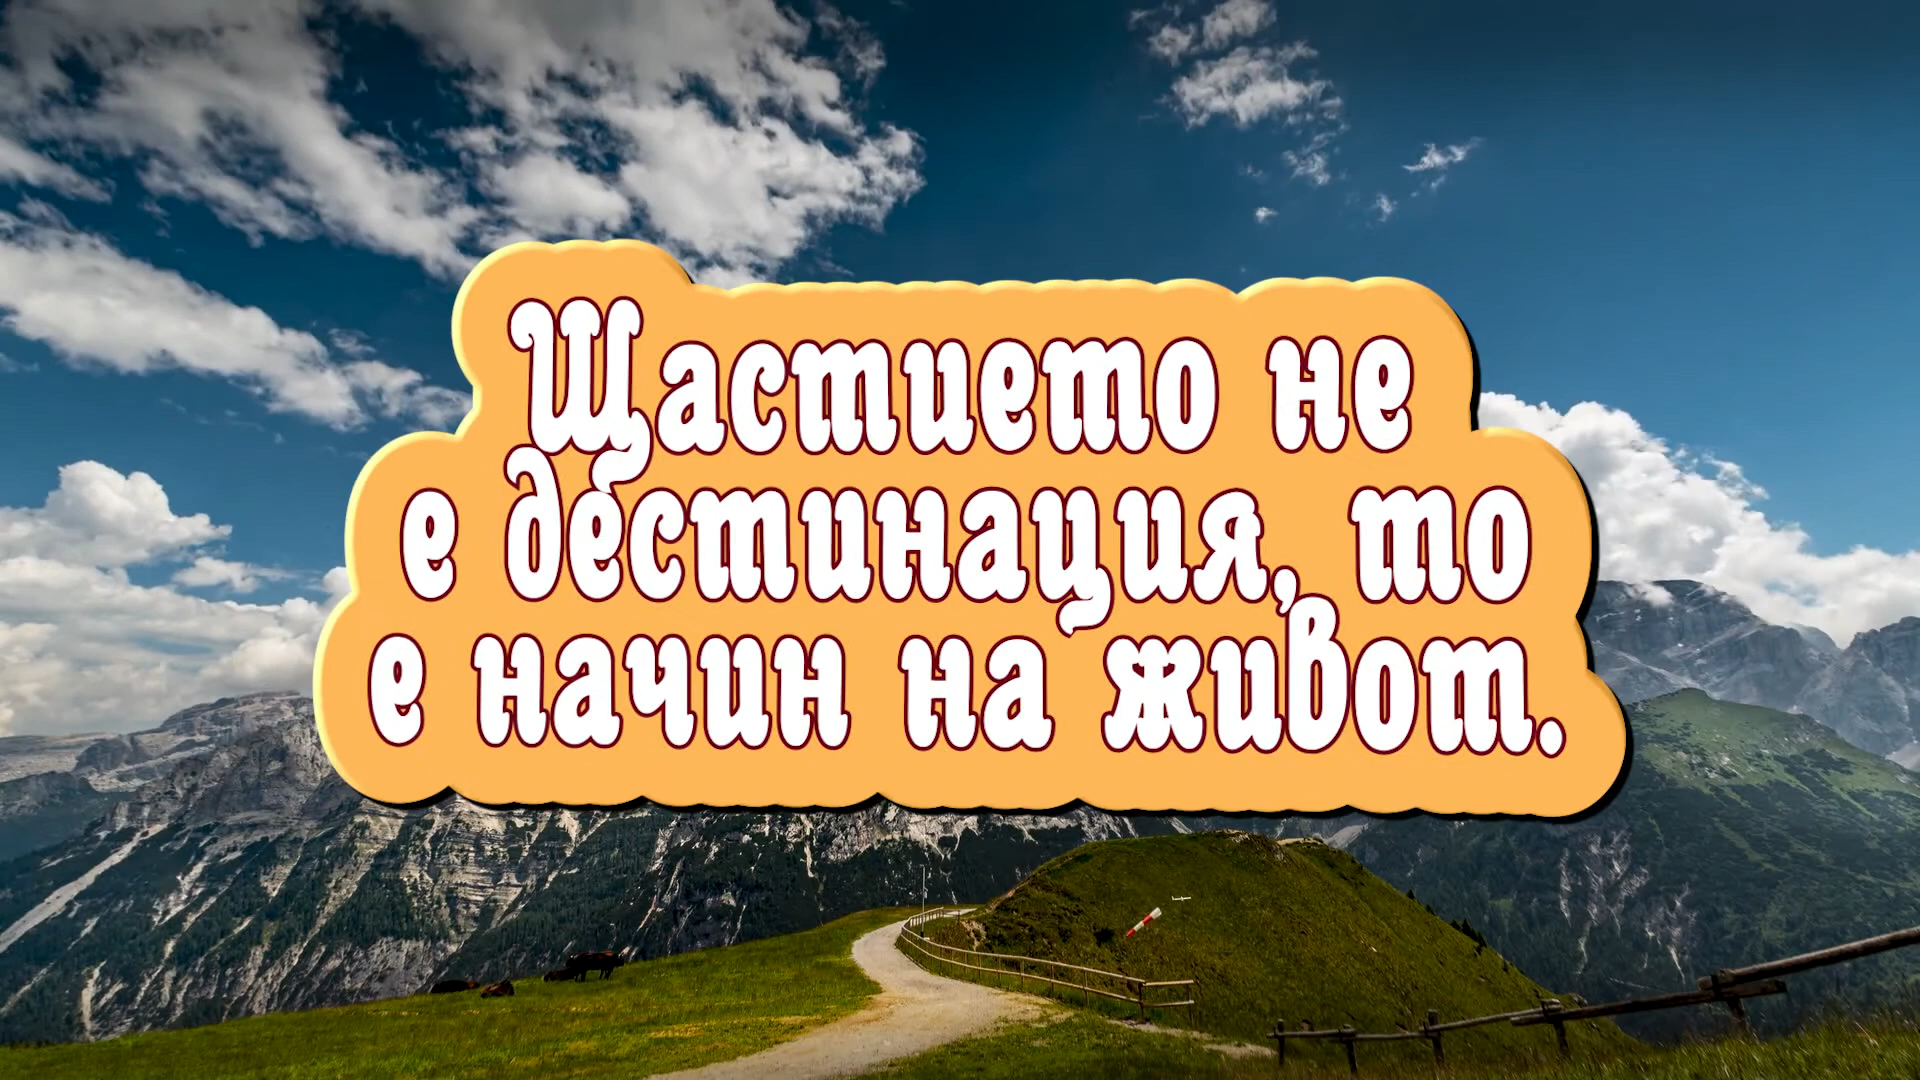 Щастието не
е дестинация, то
е начин на живот.